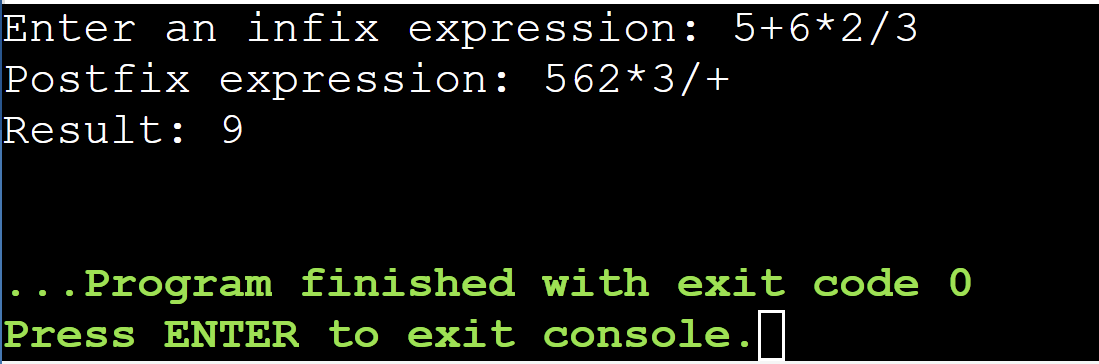 Enter an infix expression: 5+6*2/3
Postfix expression: 562*3/+
Result: 9
...Program finished with exit code 0
Press ENTER to exit console.